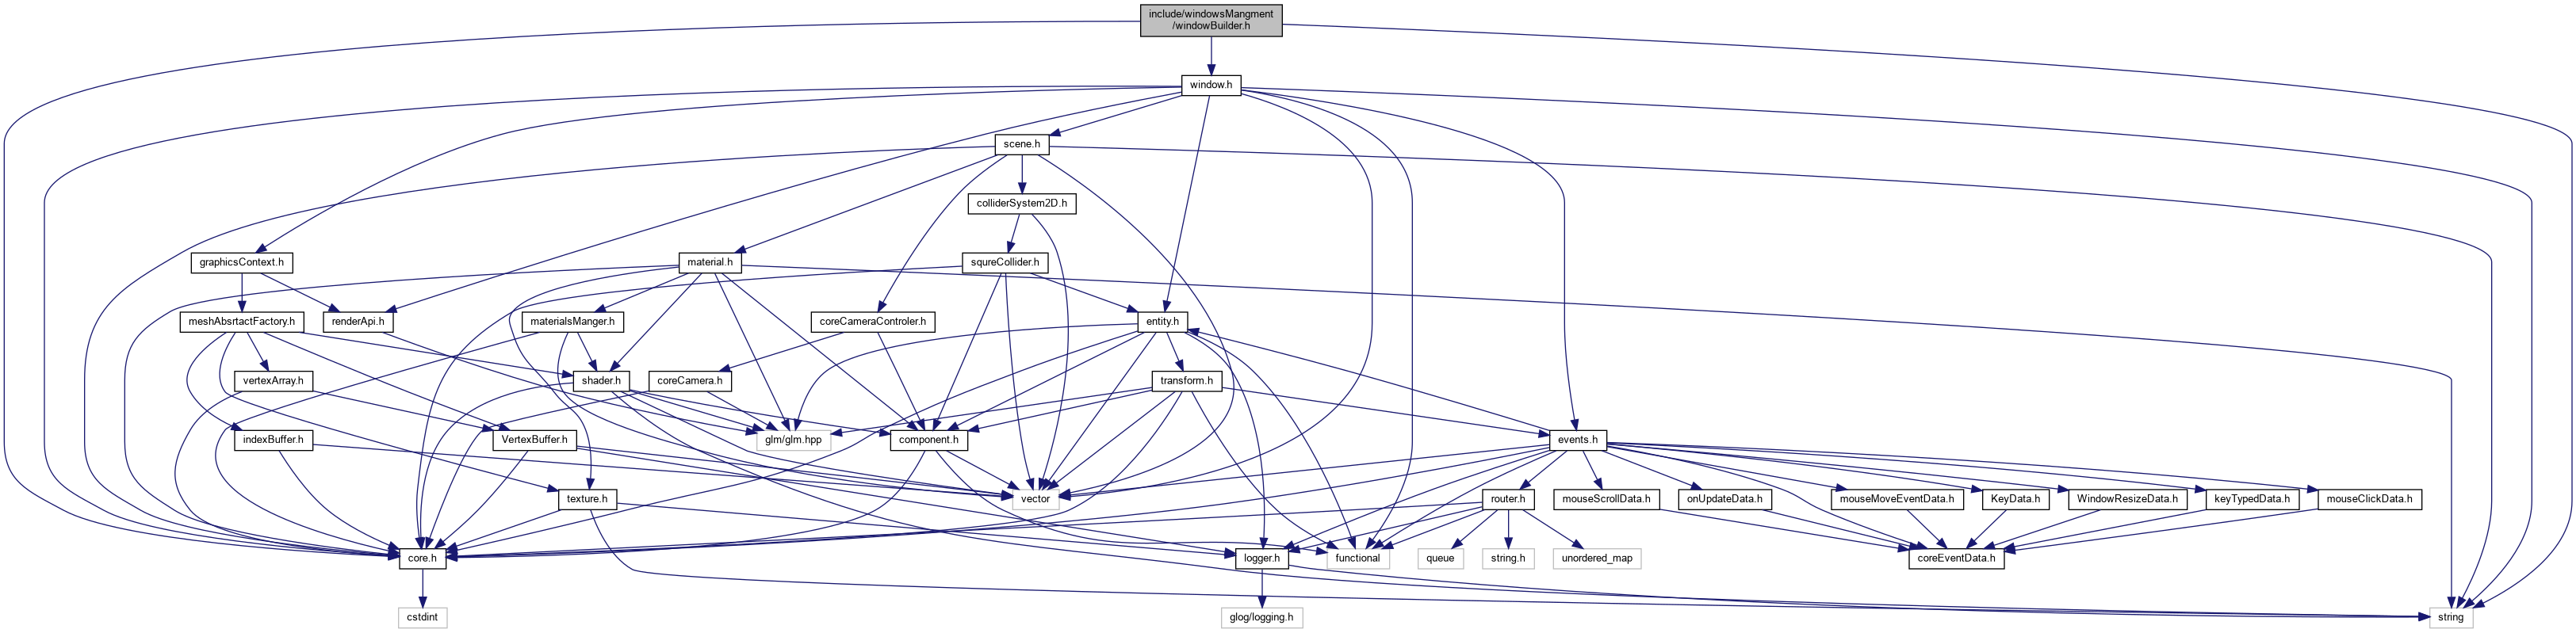 include/windowsMangment
/windowBuilder.h
window.h
scene.h
colliderSystem2D.h
graphicsContext.h
material.h
squreCollider.h
meshAbsrtactFactory.h
renderApi.h
materialsManger.h
coreCameraControler.h
entity.h
vertexArray.h
shader.h
coreCamera.h
transform.h
indexBuffer.h
VertexBuffer.h
glm/glm.hpp
component.h
events.h
texture.h
vector
router.h
mouseScrollData.h
onUpdateData.h
mouseMoveEventData.h
KeyData.h
WindowResizeData.h
keyTypedData.h
mouseClickData.h
core.h
logger.h
functional
queue
string.h
unordered_map
coreEventData.h
cstdint
glog/logging.h
string